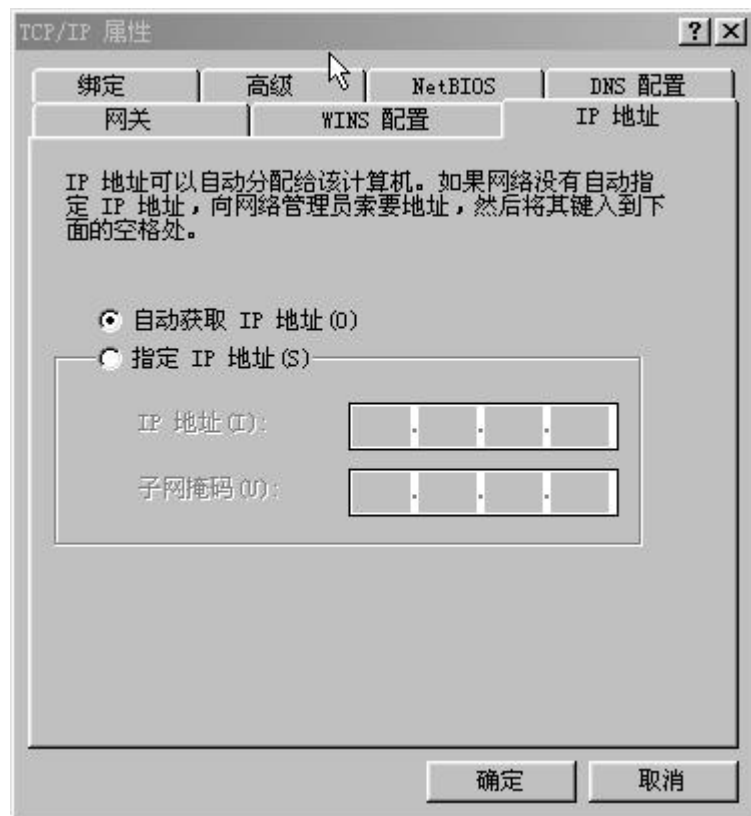 TCP/IP 属性
绑定 高级 NetBIOS DNS 配置
网关 WINS 配置 IP 地址
IP 地址可以自动分配给该计算机。如果网络没有自动指
定 IP 地址，向网络管理员索要地址，然后将其键入到下
面的空格处。
自动获取 IP 地址(O)
指定 IP 地址(S)
IP 地址(I):
. . .
子网掩码(U):
. . .
确定 取消